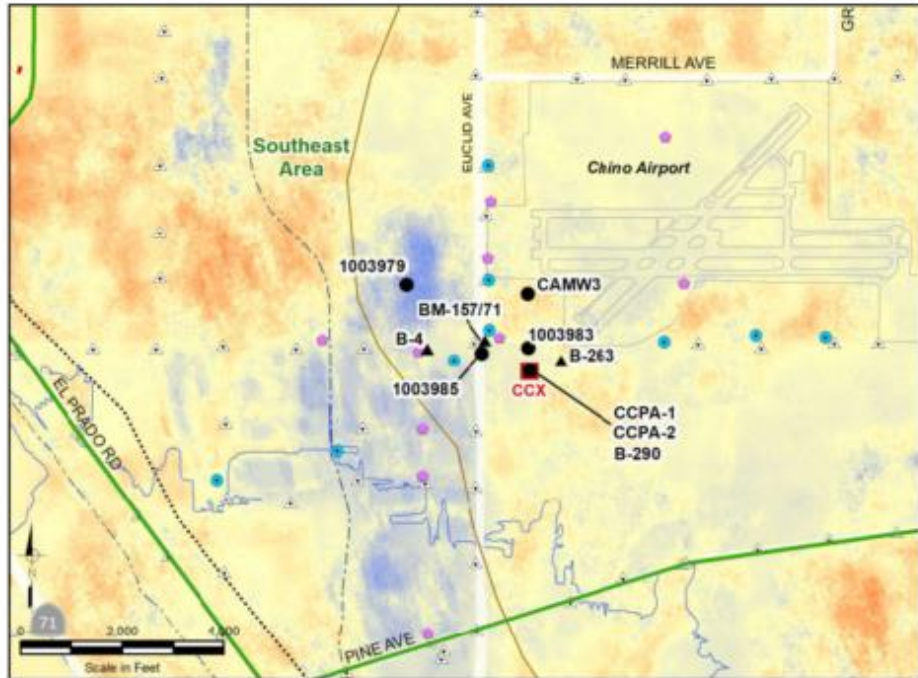 GR
MERRILL AVE
EUCLID AVE
Southeast
Area
Chino Airport
1003979
CAMW3
BM-157/71
1003983
B-4
B-263
1003985
CCX
CCPA-1
CCPA-2
B-290
EL PRADO RD
PINE AVE
71
0 2,000 4,000
Scale in Feet